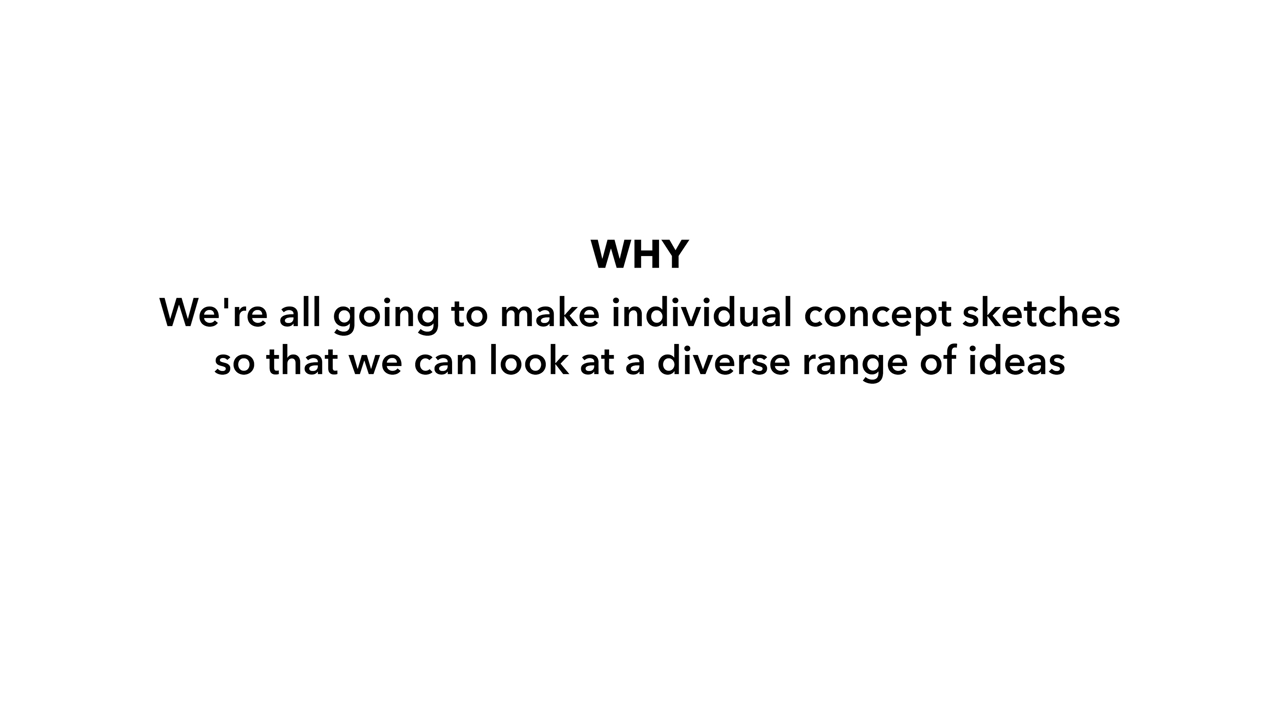 WHY
We're all going to make individual concept sketches
so that we can look at a diverse range of ideas